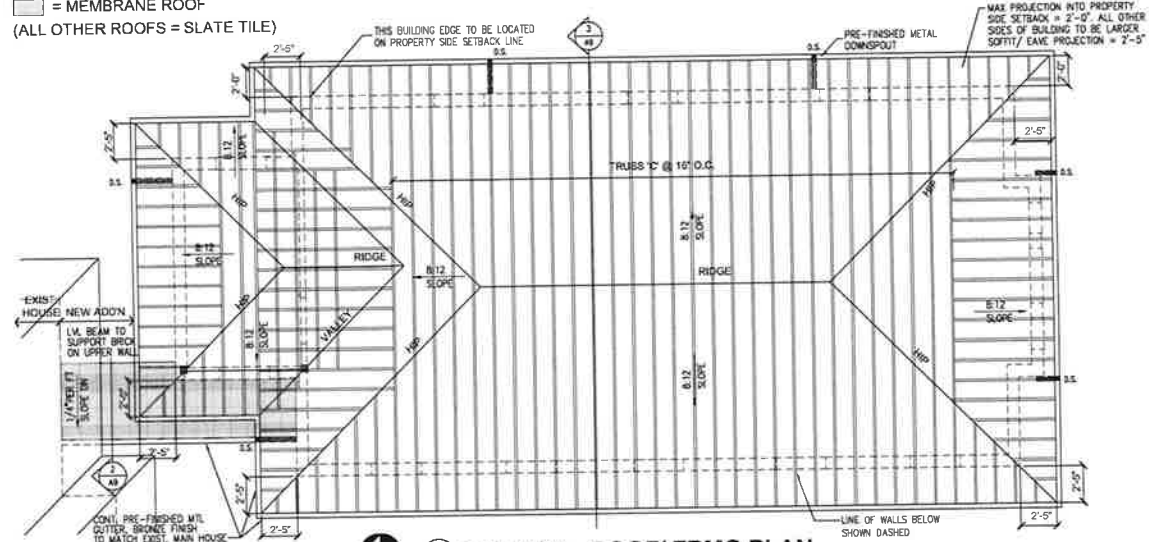 = MEMBRANE ROOF
(ALL OTHER ROOFS = SLATE TILE)
THIS BUILDING EDGE TO BE LOCATED
ON PROPERTY SIDE SETBACK LINE
3
A9
PRE-FINISHED METAL
DOWNSPOUT
MAX PROJECTION INTO PROPERTY
SIDE SETBACK = 2'-0". ALL OTHER
SIDES OF BUILDING TO BE LARGER
SOFFIT/ EAVE PROJECTION = 2'-5"
2'-5"
D.S.
D.S.
2'-0"
2'-0"
2'-5"
2'-5"
8:12
SLOPE
D.S.
TRUSS 'C' @ 16" O.C.
D.S.
HIP
HIP
HIP
8:12
SLOPE
8:12
SLOPE
RIDGE
8:12
SLOPE
RIDGE
8:12
SLOPE
EXIST
HOUSE
NEW ADD'N
HIP
8:12
SLOPE
VALLEY
HIP
HIP
LVL BEAM TO
SUPPORT BRICK
ON UPPER WALL
8:12
SLOPE
D.S.
1/4" PER FT
SLOPE DN
2'-0"
D.S.
2'-5"
2
A9
2'-5"
2'-5"
CONT. PRE-FINISHED MTL
GUTTER, BRONZE FINISH
TO MATCH EXIST. MAIN HOUSE
2'-5"
LINE OF WALLS BELOW
SHOWN DASHED
2'-5"